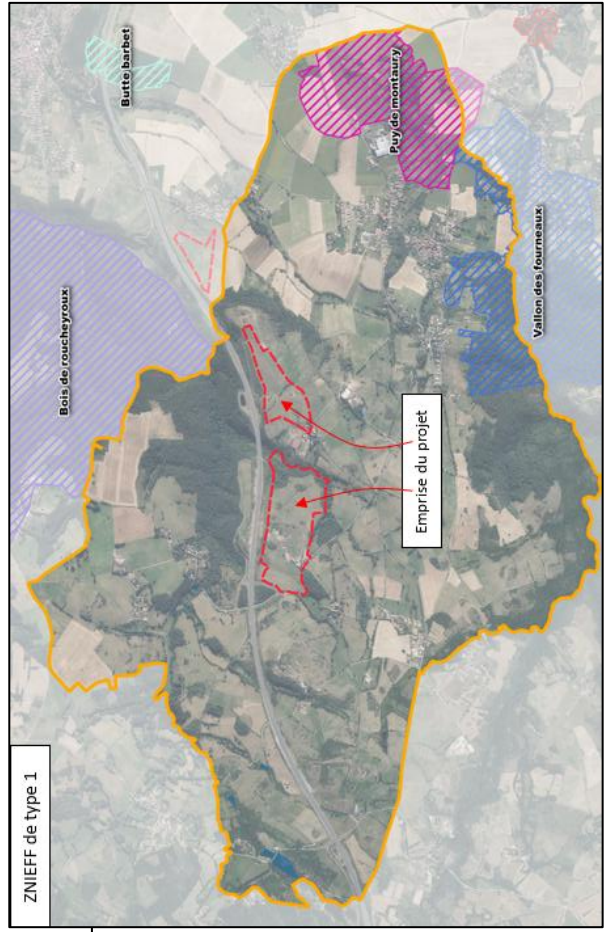 ZNIEFF de type 1
Bois de roucheyroux
Butte barbet
Puy de montaury
Vallon des fourneaux
Emprise du projet